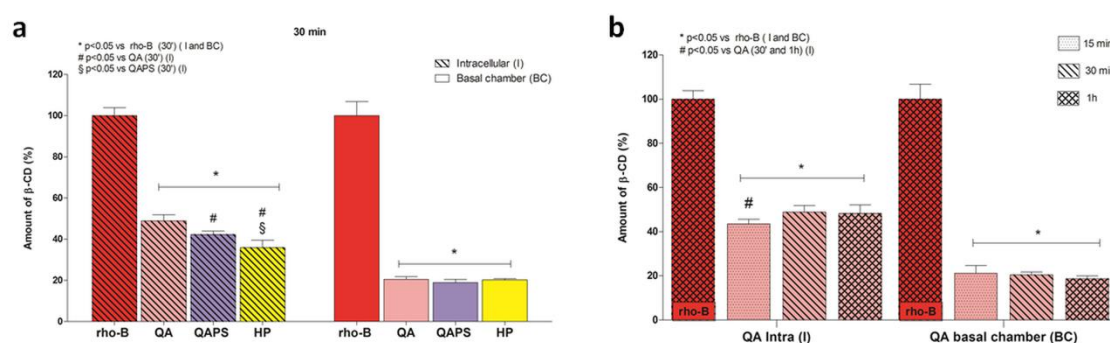 a
30 min
* p<0.05 vs rho-B (30') ( I and BC)
# p<0.05 vs QA (30') (I)
§ p<0.05 vs QAPS (30') (I)
Intracellular (I)
Basal chamber (BC)
Amount of β-CD (%)
120
100
80
60
40
20
0
*
#
#
§
*
rho-B QA QAPS HP
rho-B QA QAPS HP
b
* p<0.05 vs rho-B ( I and BC)
# p<0.05 vs QA (30' and 1h) (I)
15 min
30 min
1h
Amount of β-CD (%)
120
100
80
60
40
20
0
*
#
*
rho-B
rho-B
QA Intra (I)
QA basal chamber (BC)